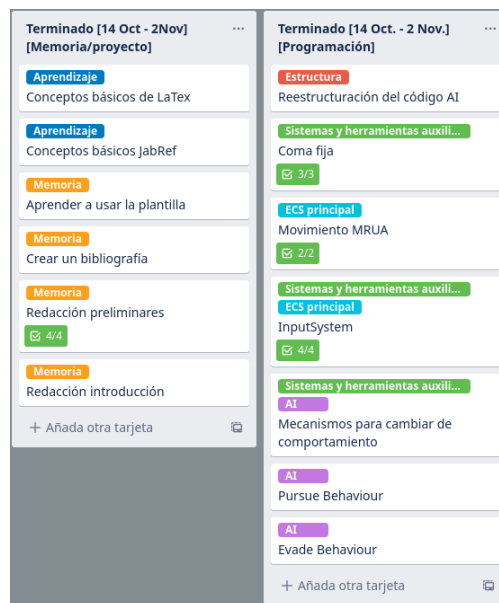 Terminado [14 Oct - 2Nov]
[Memoria/proyecto]
Aprendizaje
Conceptos básicos de LaTex
Aprendizaje
Conceptos básicos JabRef
Memoria
Aprender a usar la plantilla
Memoria
Crear un bibliografía
Memoria
Redacción preliminares
4/4
Memoria
Redacción introducción
+ Añada otra tarjeta
Terminado [14 Oct. - 2 Nov.]
[Programación]
Estructura
Reestructuración del código AI
Sistemas y herramientas auxili...
Coma fija
3/3
ECS principal
Movimiento MRUA
2/2
Sistemas y herramientas auxili...
ECS principal
InputSystem
4/4
Sistemas y herramientas auxili...
AI
Mecanismos para cambiar de
comportamiento
AI
Pursue Behaviour
AI
Evade Behaviour
+ Añada otra tarjeta